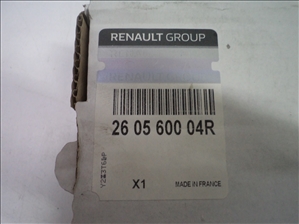 RENAULT GROUP
26 05 600 04R
X1
MADE IN FRANCE